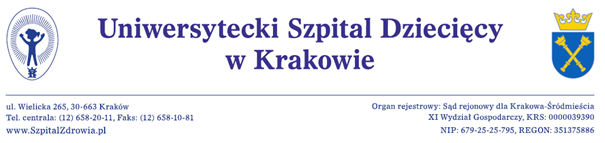 Uniwersytecki Szpital Dziecięcy
w Krakowie
ul. Wielicka 265, 30-663 Kraków
Tel. centrala: (12) 658-20-11, Faks: (12) 658-10-81
www.SzpitalZdrowia.pl
Organ rejestrowy: Sąd rejonowy dla Krakowa-Śródmieścia
XI Wydział Gospodarczy, KRS: 0000039390
NIP: 679-25-25-795, REGON: 351375886